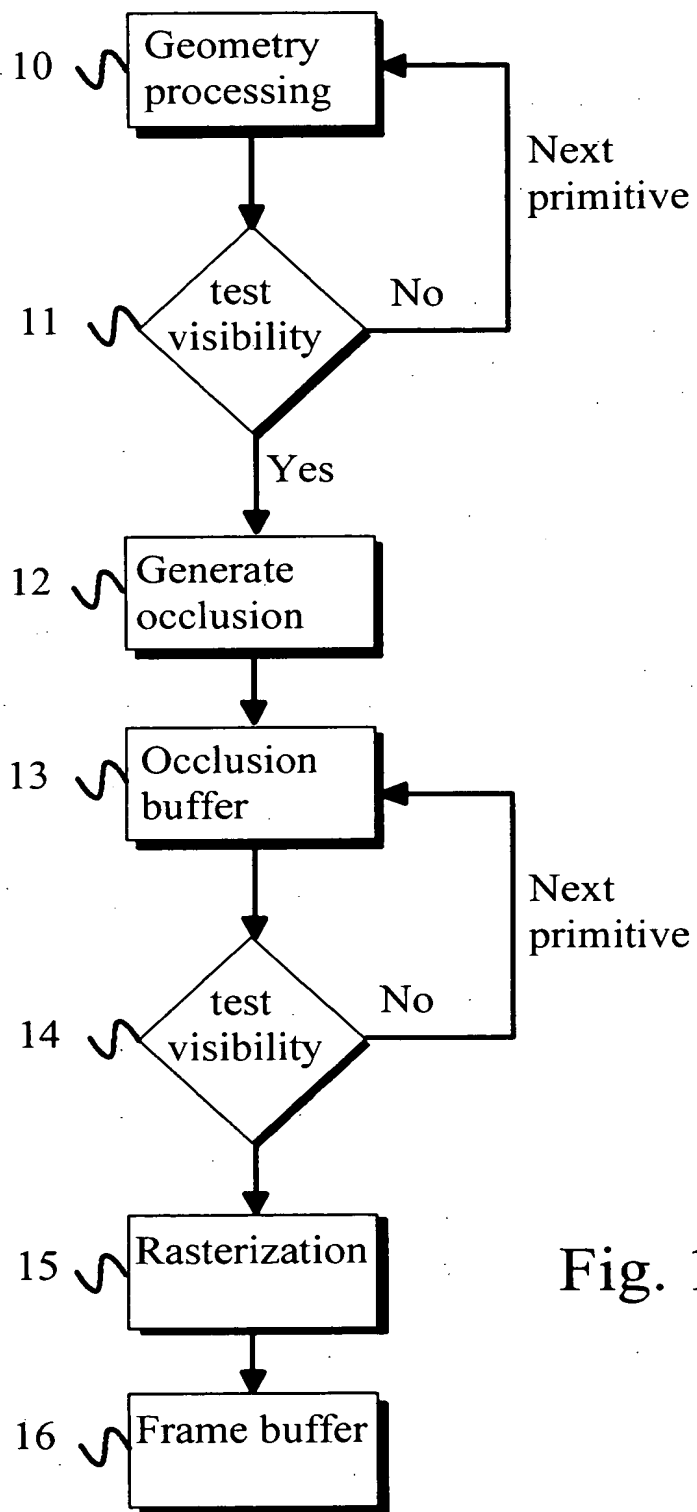 10
Geometry
processing
Next
primitive
11
test
visibility
No
Yes
12
Generate
occlusion
13
Occlusion
buffer
Next
primitive
14
test
visibility
No
15
Rasterization
Fig.
16
Frame buffer